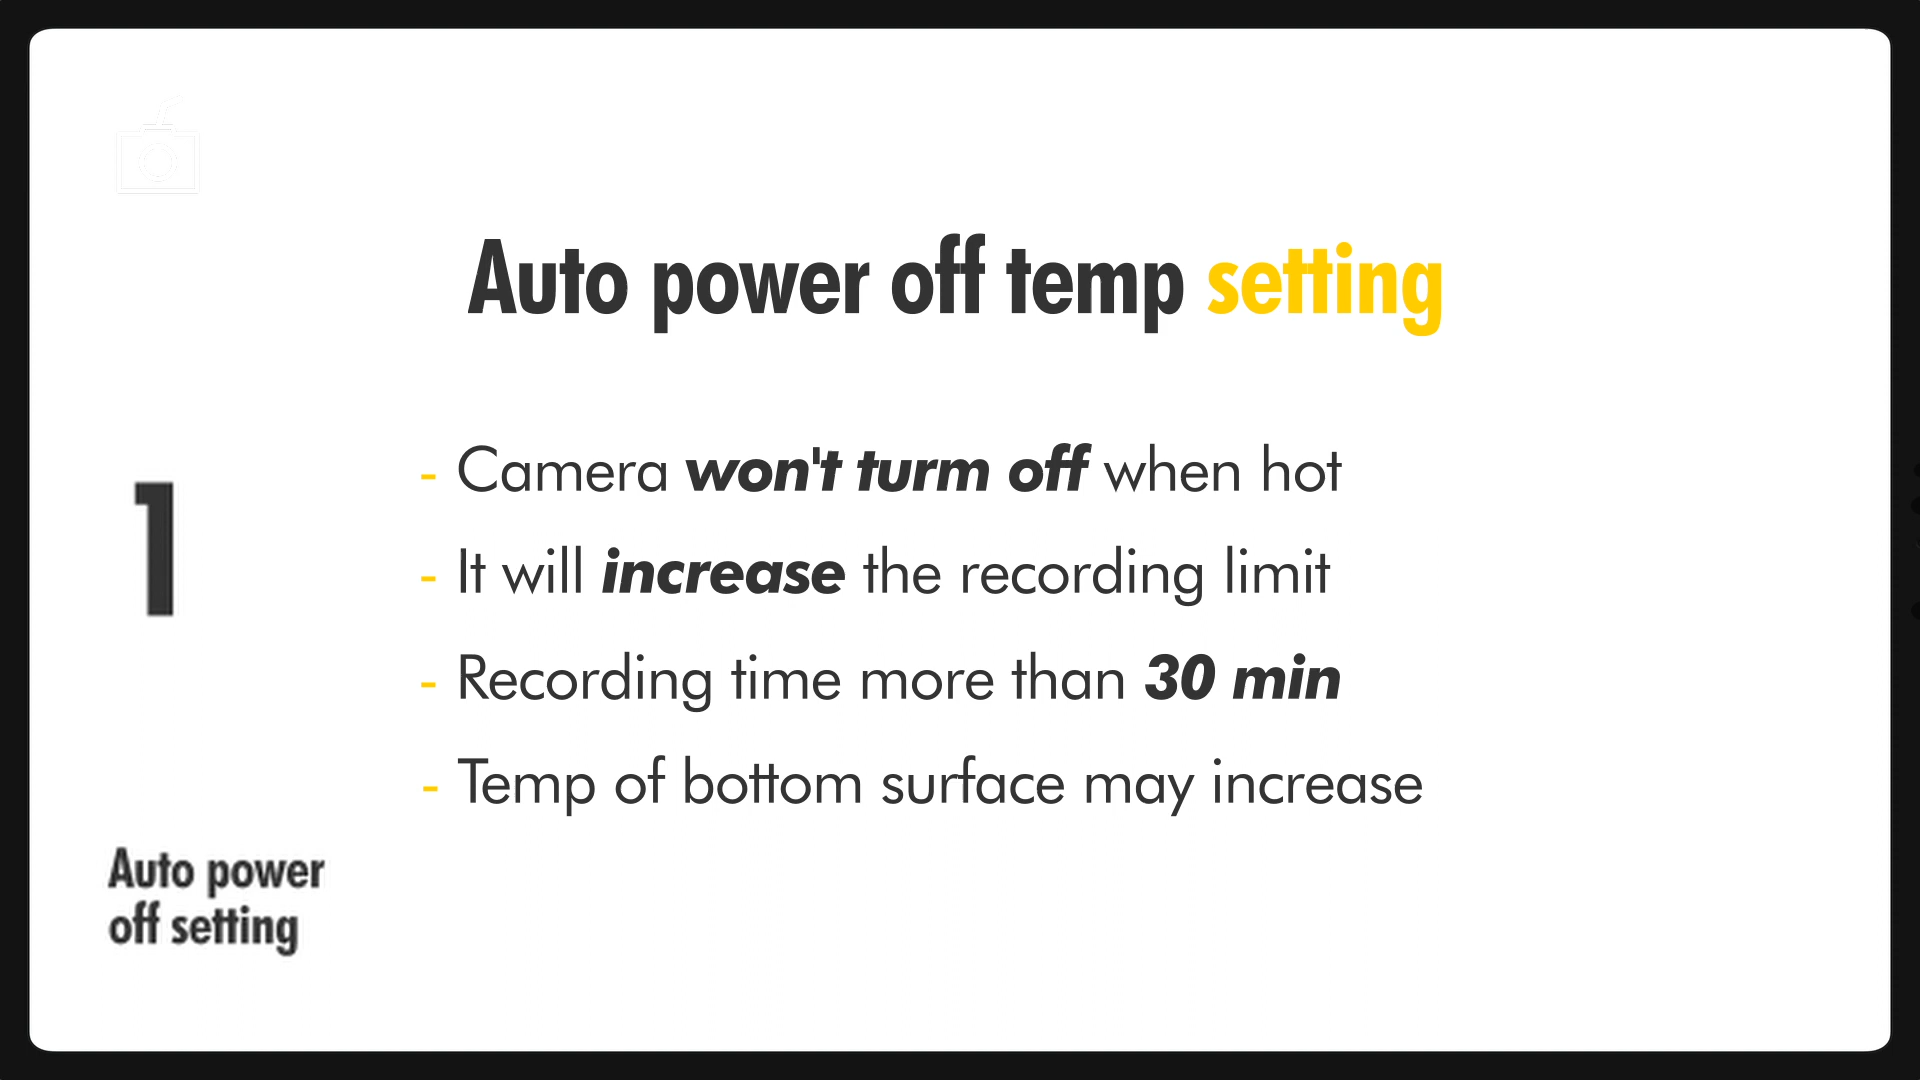 Auto power off temp setting
- Camera won't turm off when hot
- It will increase the recording limit
1
- Recording time more than 30 min
- Temp of bottom surface may increase
Auto power
off setting